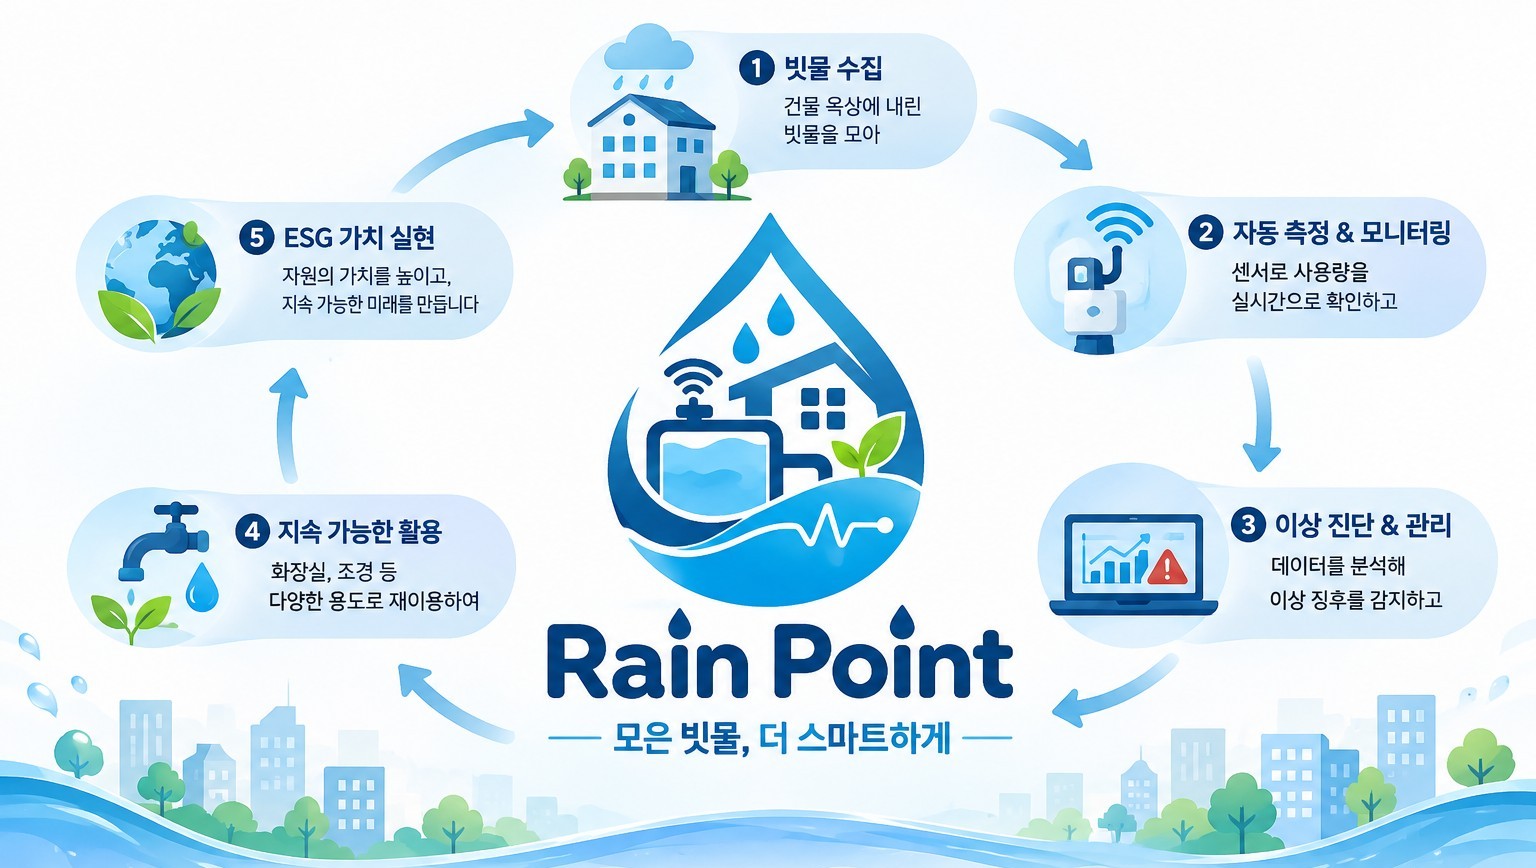 1 빗물 수집
건물 옥상에 내린
빗물을 모아
2 자동 측정 & 모니터링
센서로 사용량을
실시간으로 확인하고
3 이상 진단 & 관리
데이터를 분석해
이상 징후를 감지하고
4 지속 가능한 활용
화장실, 조경 등
다양한 용도로 재이용하여
5 ESG 가치 실현
자원의 가치를 높이고,
지속 가능한 미래를 만듭니다
Rain Point
모은 빗물, 더 스마트하게